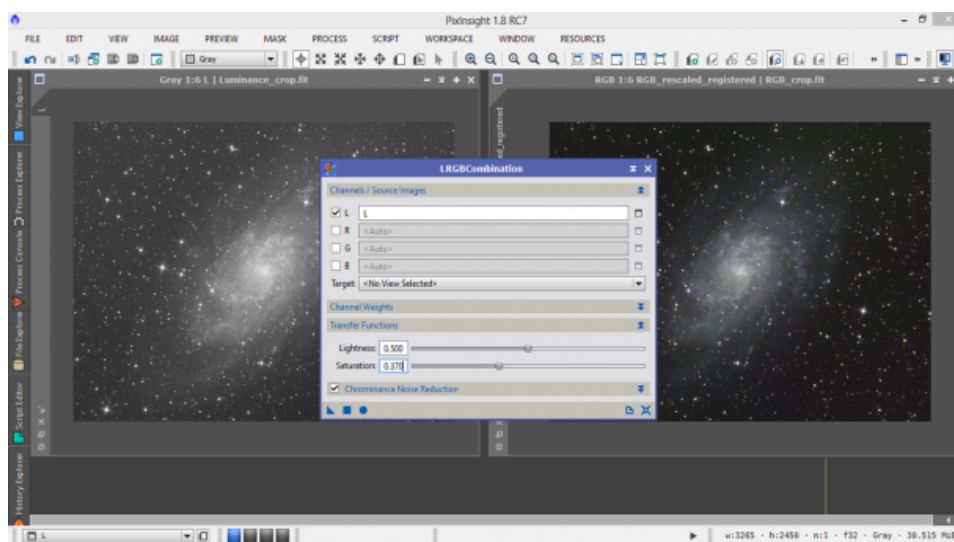 PixInsight 1.8 RC7
FILE EDIT VIEW IMAGE PREVIEW MASK PROCESS SCRIPT WORKSPACE WINDOW RESOURCES
Gray
Gray 1:6 L | Luminance_crop.fit
RGB 1:6 RGB_rescaled_registered | RGB_crop.fit
View Explorer
Process Explorer
Process Console
File Explorer
Script Editor
History Explorer
L
_registered
LRGBCombination
Channels / Source Images
L L
R <Auto>
G <Auto>
B <Auto>
Target: <No View Selected>
Channel Weights
Transfer Functions
Lightness: 0.500
Saturation: 0.370
Chrominance Noise Reduction
L
w:3265 · h:2450 · n:1 · f32 · Gray · 30.515 MiB